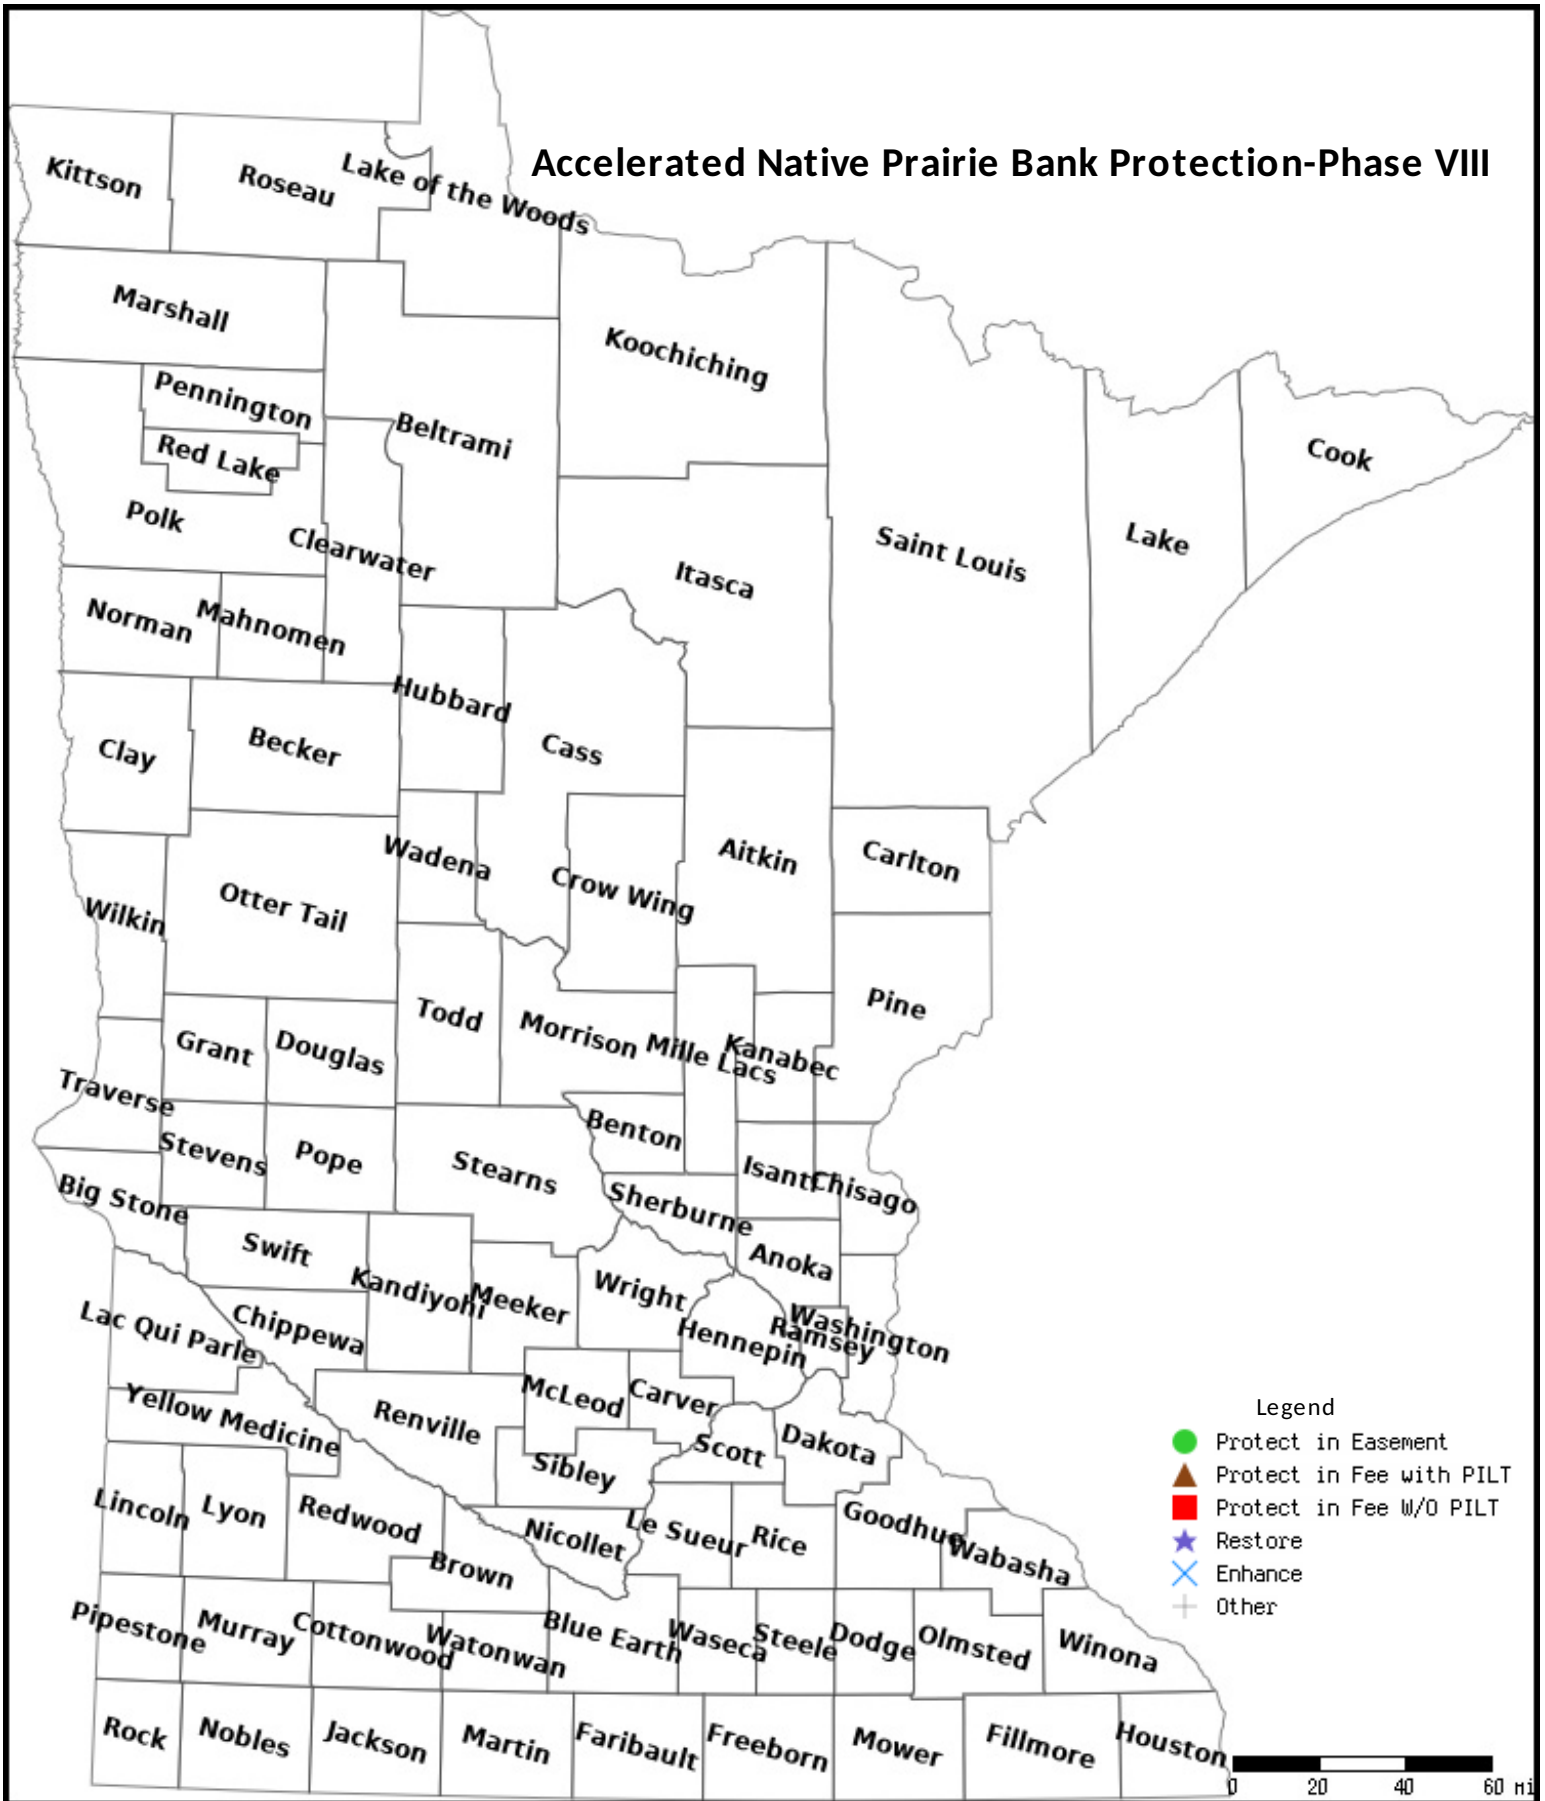 Accelerated Native Prairie Bank Protection-Phase VIII
Kittson
Roseau
Lake of the Woods
Marshall
Koochiching
Pennington
Beltrami
Red Lake
Cook
Polk
Clearwater
Saint Louis
Lake
Itasca
Norman
Mahnomen
Hubbard
Clay
Becker
Cass
Wadena
Aitkin
Carlton
Crow Wing
Otter Tail
Wilkin
Pine
Todd
Morrison
Mille Lacs
Kanabec
Grant
Douglas
Traverse
Benton
Stevens
Pope
Stearns
Isanti
Chisago
Big Stone
Sherburne
Swift
Anoka
Kandiyohi
Meeker
Wright
Washington
Ramsey
Hennepin
Lac Qui Parle
Chippewa
McLeod
Carver
Yellow Medicine
Renville
Scott
Dakota
Sibley
Lincoln
Lyon
Redwood
Nicollet
Le Sueur
Rice
Goodhue
Wabasha
Brown
Pipestone
Murray
Cottonwood
Watonwan
Blue Earth
Waseca
Steele
Dodge
Olmsted
Winona
Rock
Nobles
Jackson
Martin
Faribault
Freeborn
Mower
Fillmore
Houston
Legend
Protect in Easement
Protect in Fee with PILT
Protect in Fee W/O PILT
Restore
Enhance
Other
0 20 40 60 mi